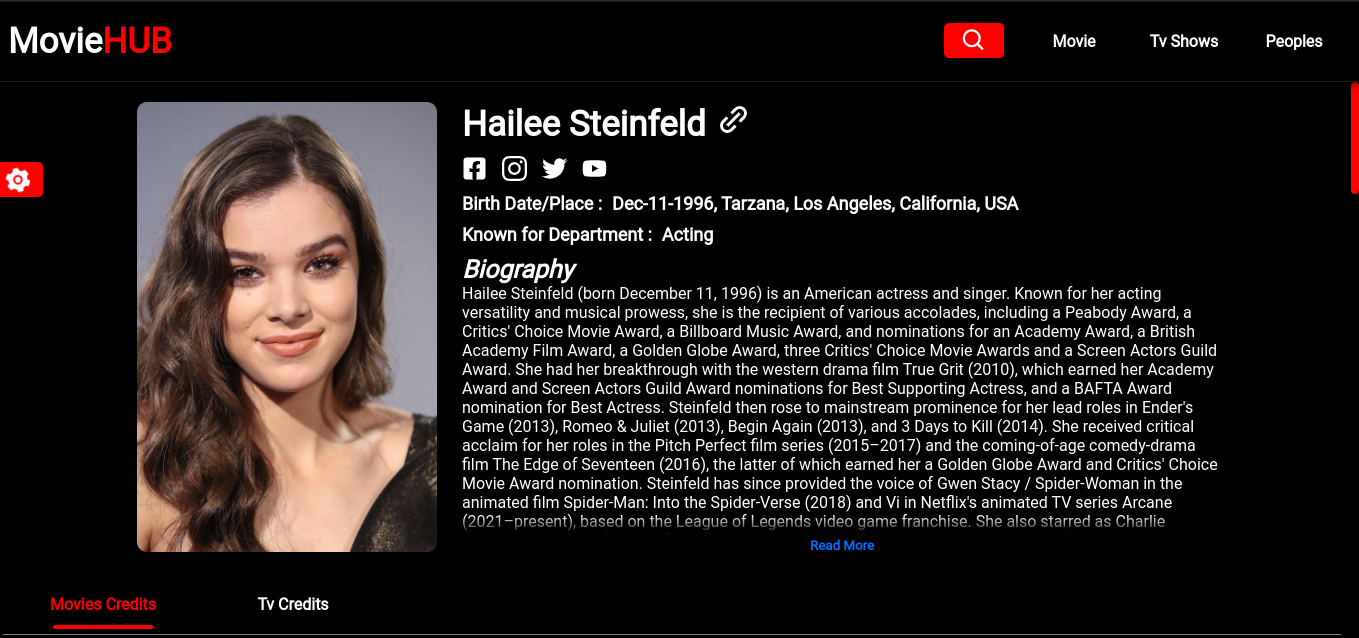 MovieHUB
Movie
Tv Shows
Peoples
Hailee Steinfeld
Birth Date/Place : Dec-11-1996, Tarzana, Los Angeles, California, USA
Known for Department : Acting
Biography
Hailee Steinfeld (born December 11, 1996) is an American actress and singer. Known for her acting
versatility and musical prowess, she is the recipient of various accolades, including a Peabody Award, a
Critics' Choice Movie Award, a Billboard Music Award, and nominations for an Academy Award, a British
Academy Film Award, a Golden Globe Award, three Critics' Choice Movie Awards and a Screen Actors Guild
Award. She had her breakthrough with the western drama film True Grit (2010), which earned her Academy
Award and Screen Actors Guild Award nominations for Best Supporting Actress, and a BAFTA Award
nomination for Best Actress. Steinfeld then rose to mainstream prominence for her lead roles in Ender's
Game (2013), Romeo & Juliet (2013), Begin Again (2013), and 3 Days to Kill (2014). She received critical
acclaim for her roles in the Pitch Perfect film series (2015–2017) and the coming-of-age comedy-drama
film The Edge of Seventeen (2016), the latter of which earned her a Golden Globe Award and Critics' Choice
Movie Award nomination. Steinfeld has since provided the voice of Gwen Stacy / Spider-Woman in the
animated film Spider-Man: Into the Spider-Verse (2018) and Vi in Netflix's animated TV series Arcane
(2021–present), based on the League of Legends video game franchise. She also starred as Charlie
Read More
Movies Credits
Tv Credits